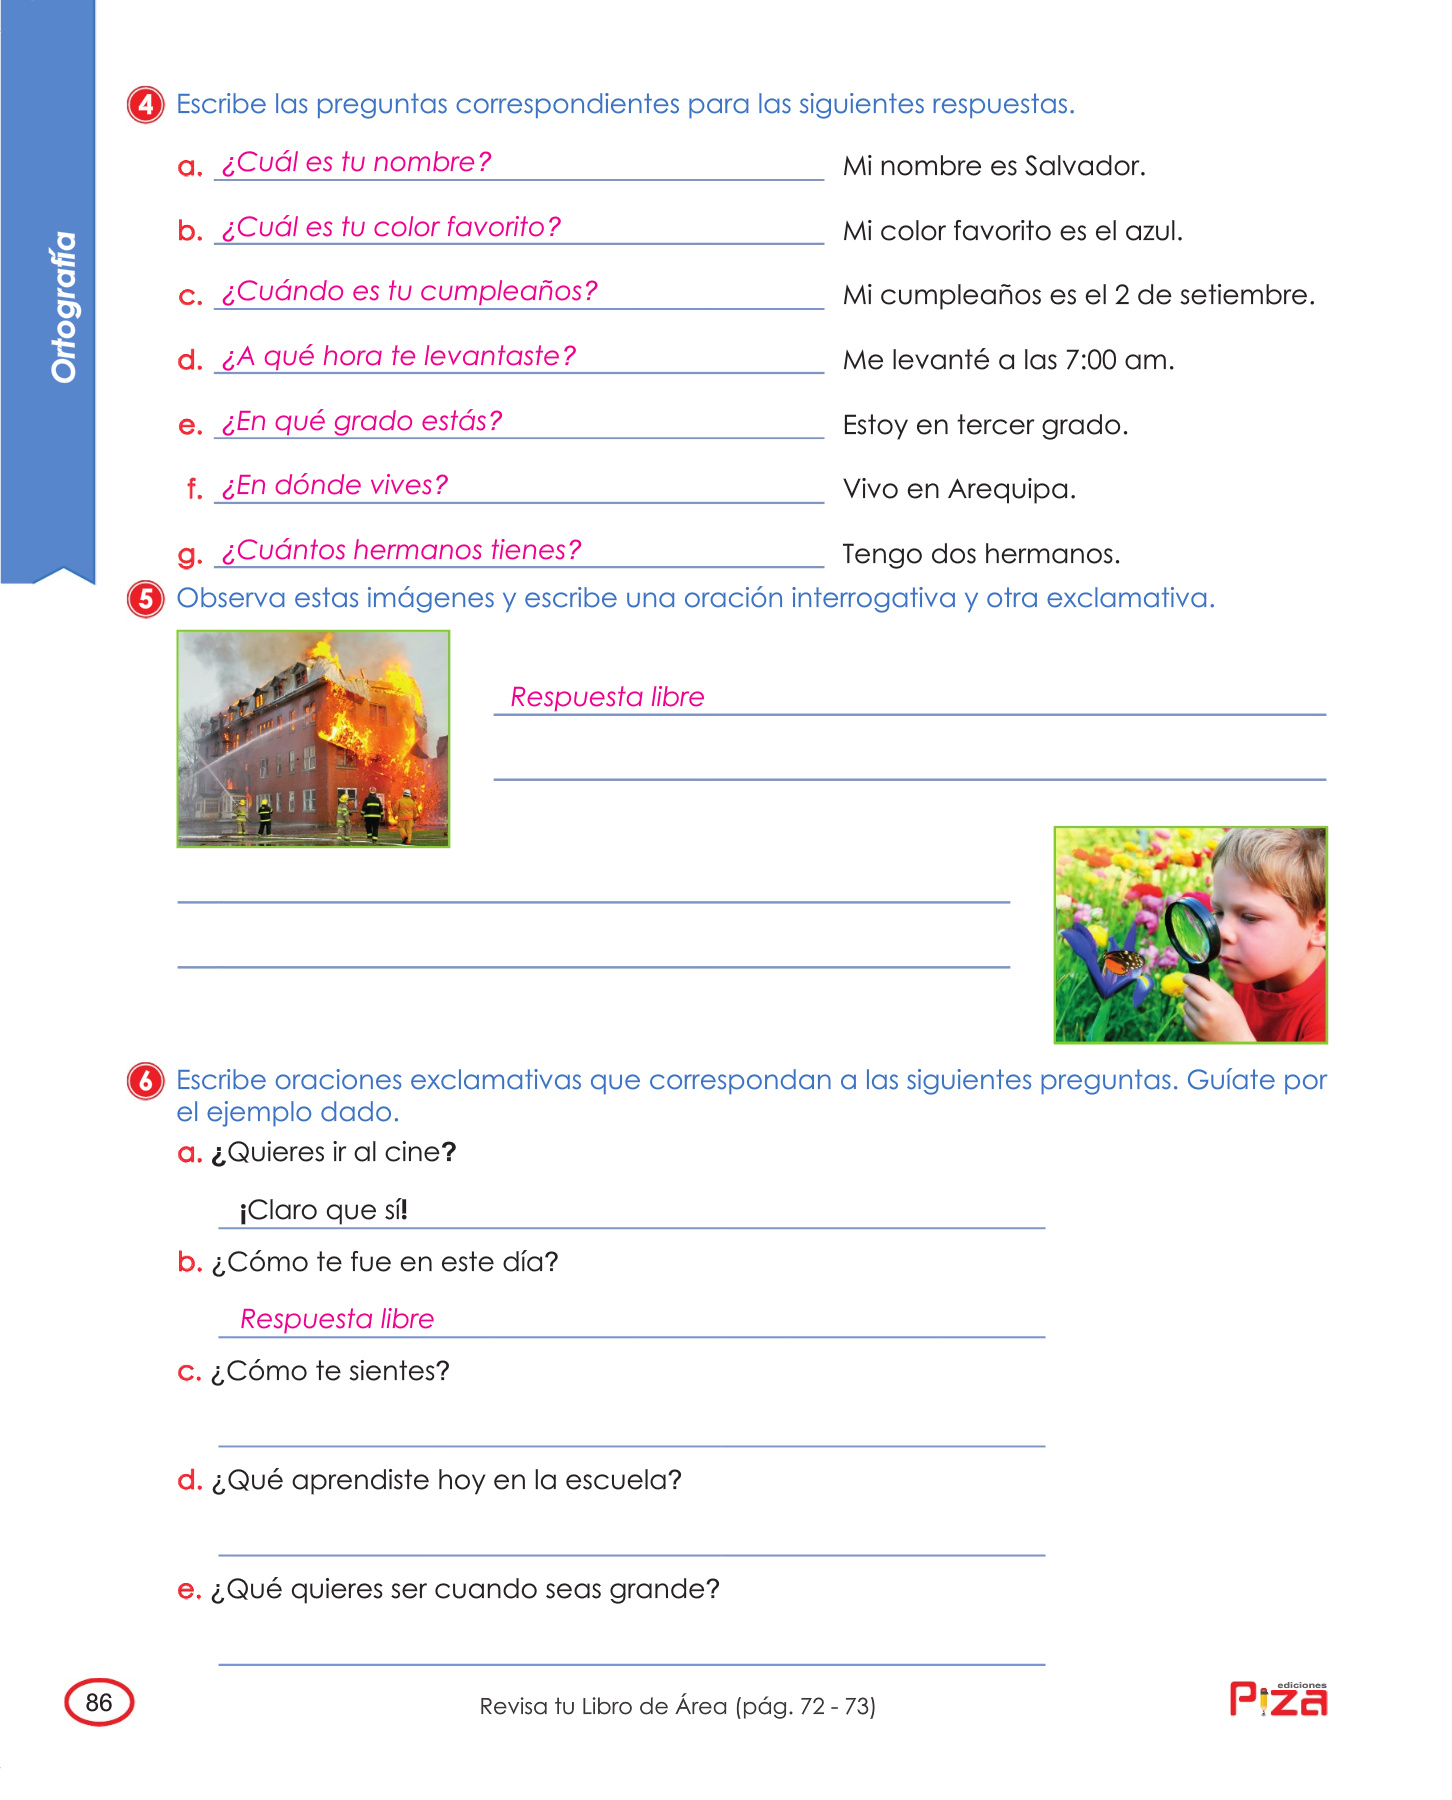 Ortografía
4 Escribe las preguntas correspondientes para las siguientes respuestas.
a. ¿Cuál es tu nombre? Mi nombre es Salvador.
b. ¿Cuál es tu color favorito? Mi color favorito es el azul.
c. ¿Cuándo es tu cumpleaños? Mi cumpleaños es el 2 de setiembre.
d. ¿A qué hora te levantaste? Me levanté a las 7:00 am.
e. ¿En qué grado estás? Estoy en tercer grado.
f. ¿En dónde vives? Vivo en Arequipa.
g. ¿Cuántos hermanos tienes? Tengo dos hermanos.
5 Observa estas imágenes y escribe una oración interrogativa y otra exclamativa.
Respuesta libre
6 Escribe oraciones exclamativas que correspondan a las siguientes preguntas. Guíate por
el ejemplo dado.
a. ¿Quieres ir al cine?
¡Claro que sí!
b. ¿Cómo te fue en este día?
Respuesta libre
c. ¿Cómo te sientes?
d. ¿Qué aprendiste hoy en la escuela?
e. ¿Qué quieres ser cuando seas grande?
86
Revisa tu Libro de Área (pág. 72 - 73)
ediciones
Piza